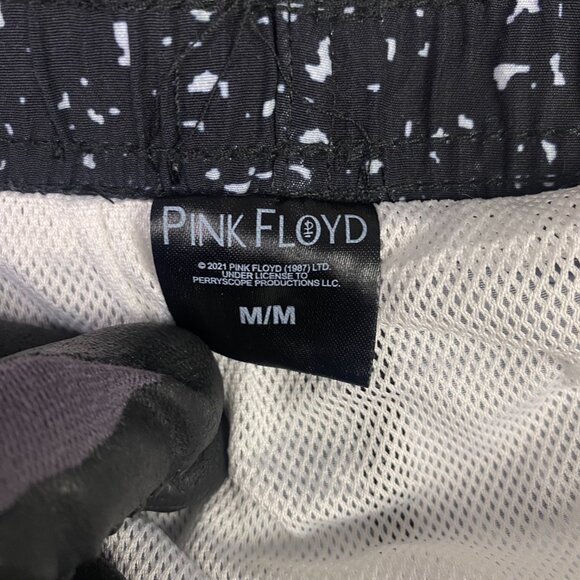 PINK FLOYD
© 2021 PINK FLOYD (1987) LTD.
UNDER LICENSE TO
PERRYSCOPE PRODUCTIONS LLC.
M/M